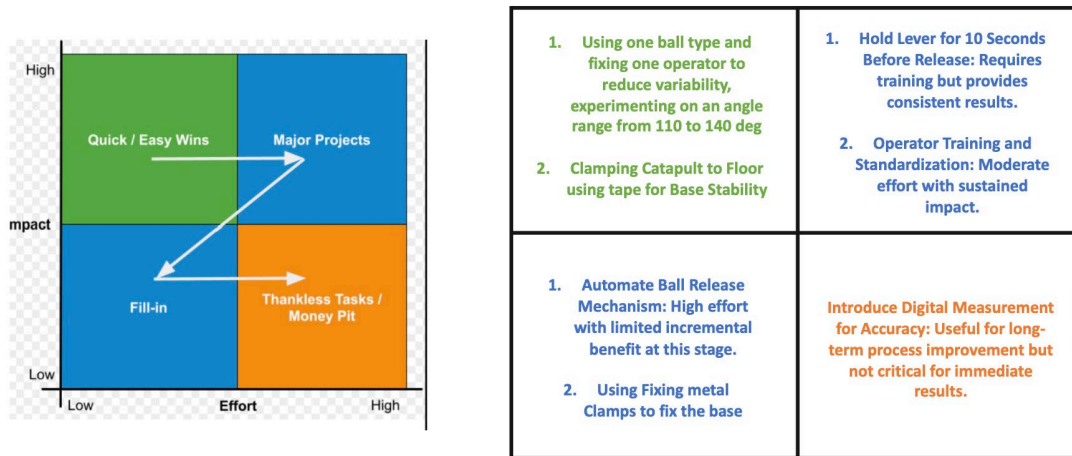 High
Quick / Easy Wins
Major Projects
mpact
Fill-in
Thankless Tasks /
Money Pit
Low
Low
Effort
High
1. Using one ball type and
fixing one operator to
reduce variability,
experimenting on an angle
range from 110 to 140 deg
2. Clamping Catapult to Floor
using tape for Base Stability
1. Hold Lever for 10 Seconds
Before Release: Requires
training but provides
consistent results.
2. Operator Training and
Standardization: Moderate
effort with sustained
impact.
1. Automate Ball Release
Mechanism: High effort
with limited incremental
benefit at this stage.
2. Using Fixing metal
Clamps to fix the base
Introduce Digital Measurement
for Accuracy: Useful for long-
term process improvement but
not critical for immediate
results.